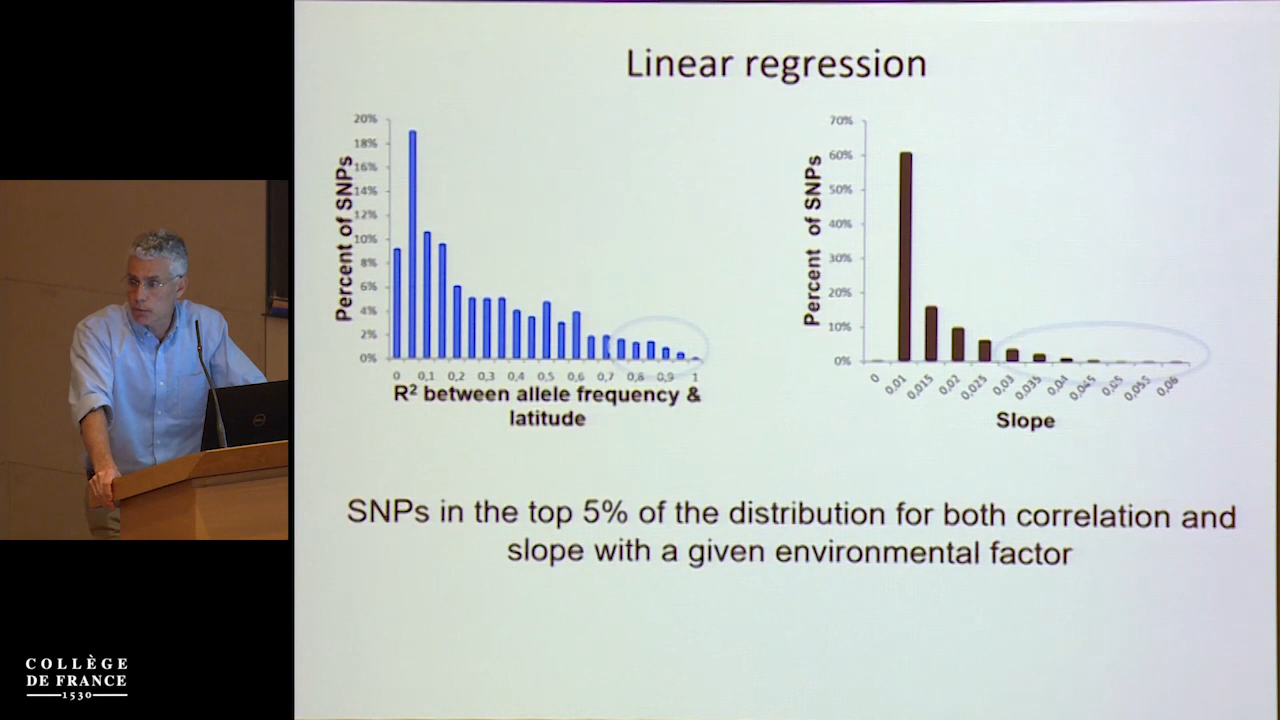 Linear regression
Percent of SNPs
20%
18%
16%
14%
12%
10%
8%
6%
4%
2%
0%
0 0,1 0,2 0,3 0,4 0,5 0,6 0,7 0,8 0,9 1
R² between allele frequency &
latitude
Percent of SNPs
70%
60%
50%
40%
30%
20%
10%
0%
0 0,01 0,015 0,02 0,025 0,03 0,035 0,04 0,045 0,05 0,055 0,06
Slope
SNPs in the top 5% of the distribution for both correlation and
slope with a given environmental factor
DELL
COLLÈGE
DE FRANCE
1530